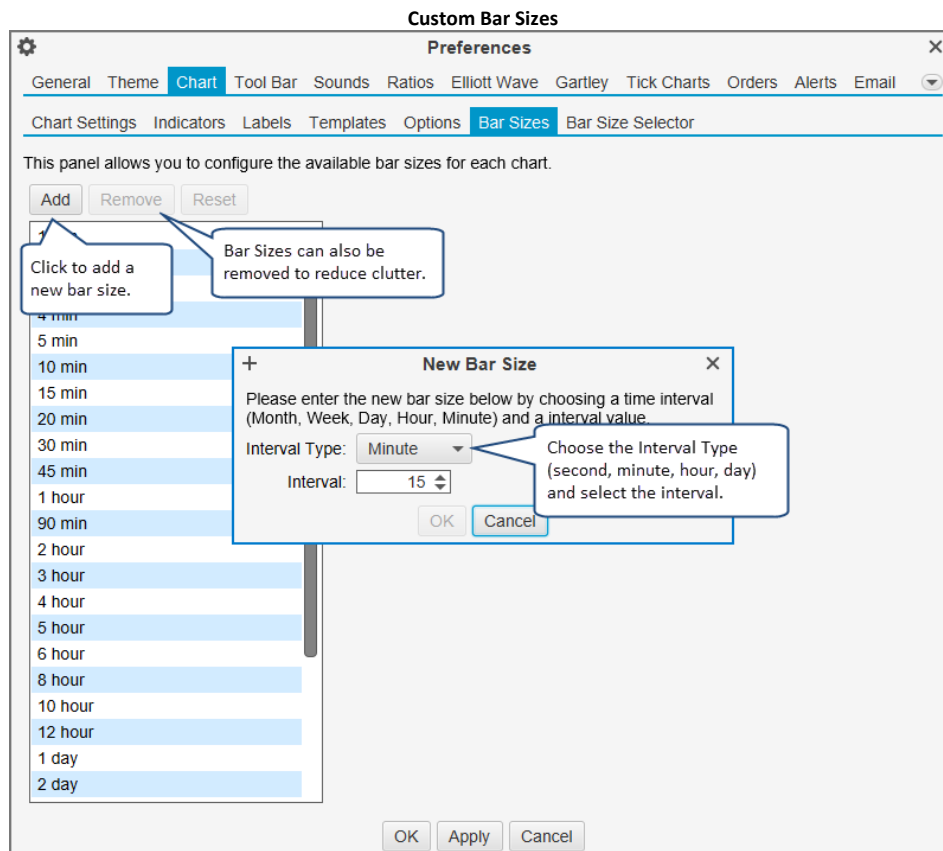 Custom Bar Sizes
Preferences
General Theme Chart Tool Bar Sounds Ratios Elliott Wave Gartley Tick Charts Orders Alerts Email
Chart Settings Indicators Labels Templates Options Bar Sizes Bar Size Selector
This panel allows you to configure the available bar sizes for each chart.
Add Remove Reset
Click to add a
new bar size.
Bar Sizes can also be
removed to reduce clutter.
4 min
5 min
10 min
15 min
20 min
30 min
45 min
1 hour
90 min
2 hour
3 hour
4 hour
5 hour
6 hour
8 hour
10 hour
12 hour
1 day
2 day
New Bar Size
Please enter the new bar size below by choosing a time interval
(Month, Week, Day, Hour, Minute) and a interval value.
Interval Type: Minute
Interval: 15
OK Cancel
Choose the Interval Type
(second, minute, hour, day)
and select the interval.
OK Apply Cancel